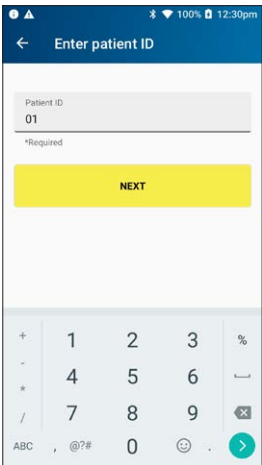 100% 12:30pm
Enter patient ID
Patient ID
01
*Required
NEXT
+ 1 2 3 %
-
4 5 6
*
/ 7 8 9
ABC , @?# 0 .